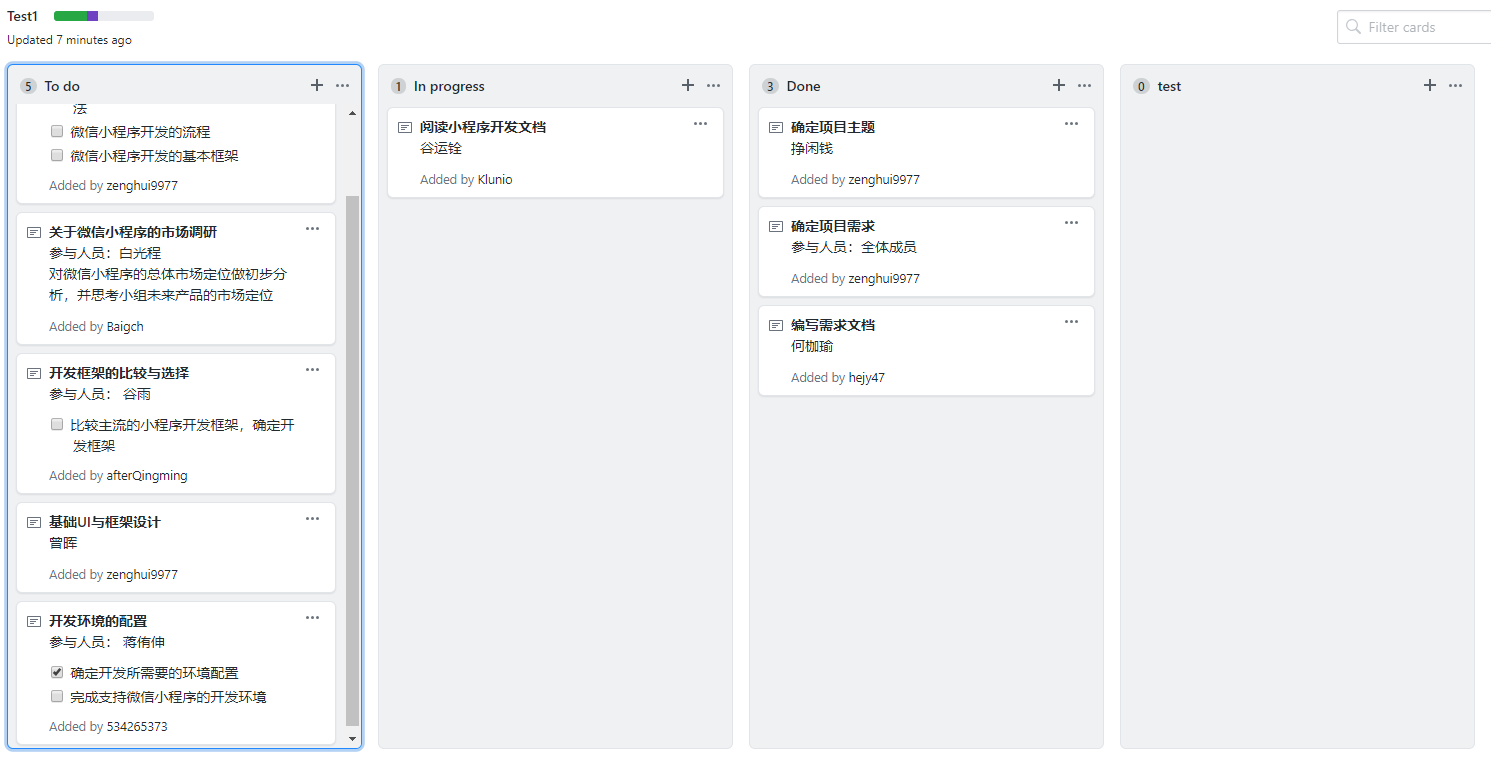 Test1
Updated 7 minutes ago
Filter cards
5 To do
法
微信小程序开发的流程
微信小程序开发的基本框架
Added by zenghui9977
关于微信小程序的市场调研
参与人员：白光程
对微信小程序的总体市场定位做初步分
析，并思考小组未来产品的市场定位
Added by Baigch
开发框架的比较与选择
参与人员： 谷雨
比较主流的小程序开发框架，确定开
发框架
Added by afterQingming
基础UI与框架设计
曾晖
Added by zenghui9977
开发环境的配置
参与人员： 蒋侑伸
确定开发所需要的环境配置
完成支持微信小程序的开发环境
Added by 534265373
1 In progress
阅读小程序开发文档
谷运铨
Added by Klunio
3 Done
确定项目主题
挣闲钱
Added by zenghui9977
确定项目需求
参与人员：全体成员
Added by zenghui9977
编写需求文档
何枷瑜
Added by hejy47
0 test